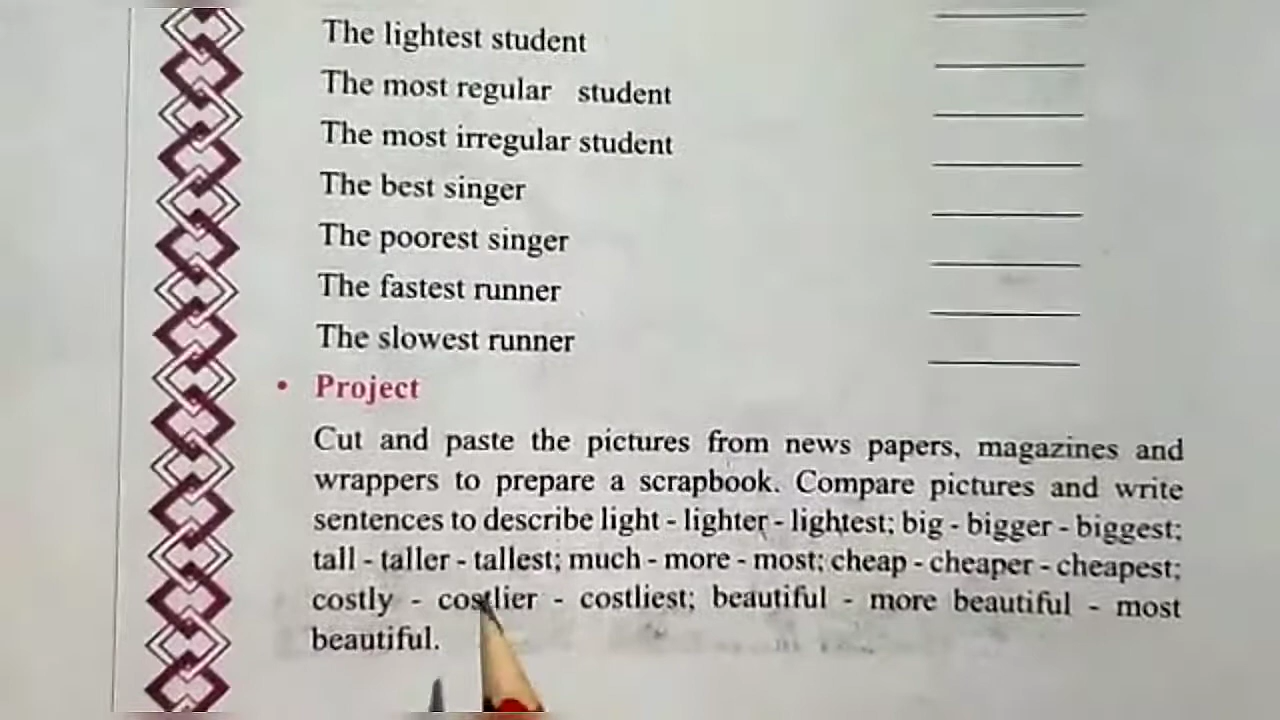 The lightest student
The most regular student
The most irregular student
The best singer
The poorest singer
The fastest runner
The slowest runner
• Project
Cut and paste the pictures from news papers, magazines and
wrappers to prepare a scrapbook. Compare pictures and write
sentences to describe light - lighter - lightest; big - bigger - biggest;
tall - taller - tallest; much - more - most; cheap - cheaper - cheapest;
costly - costlier - costliest; beautiful - more beautiful - most
beautiful.